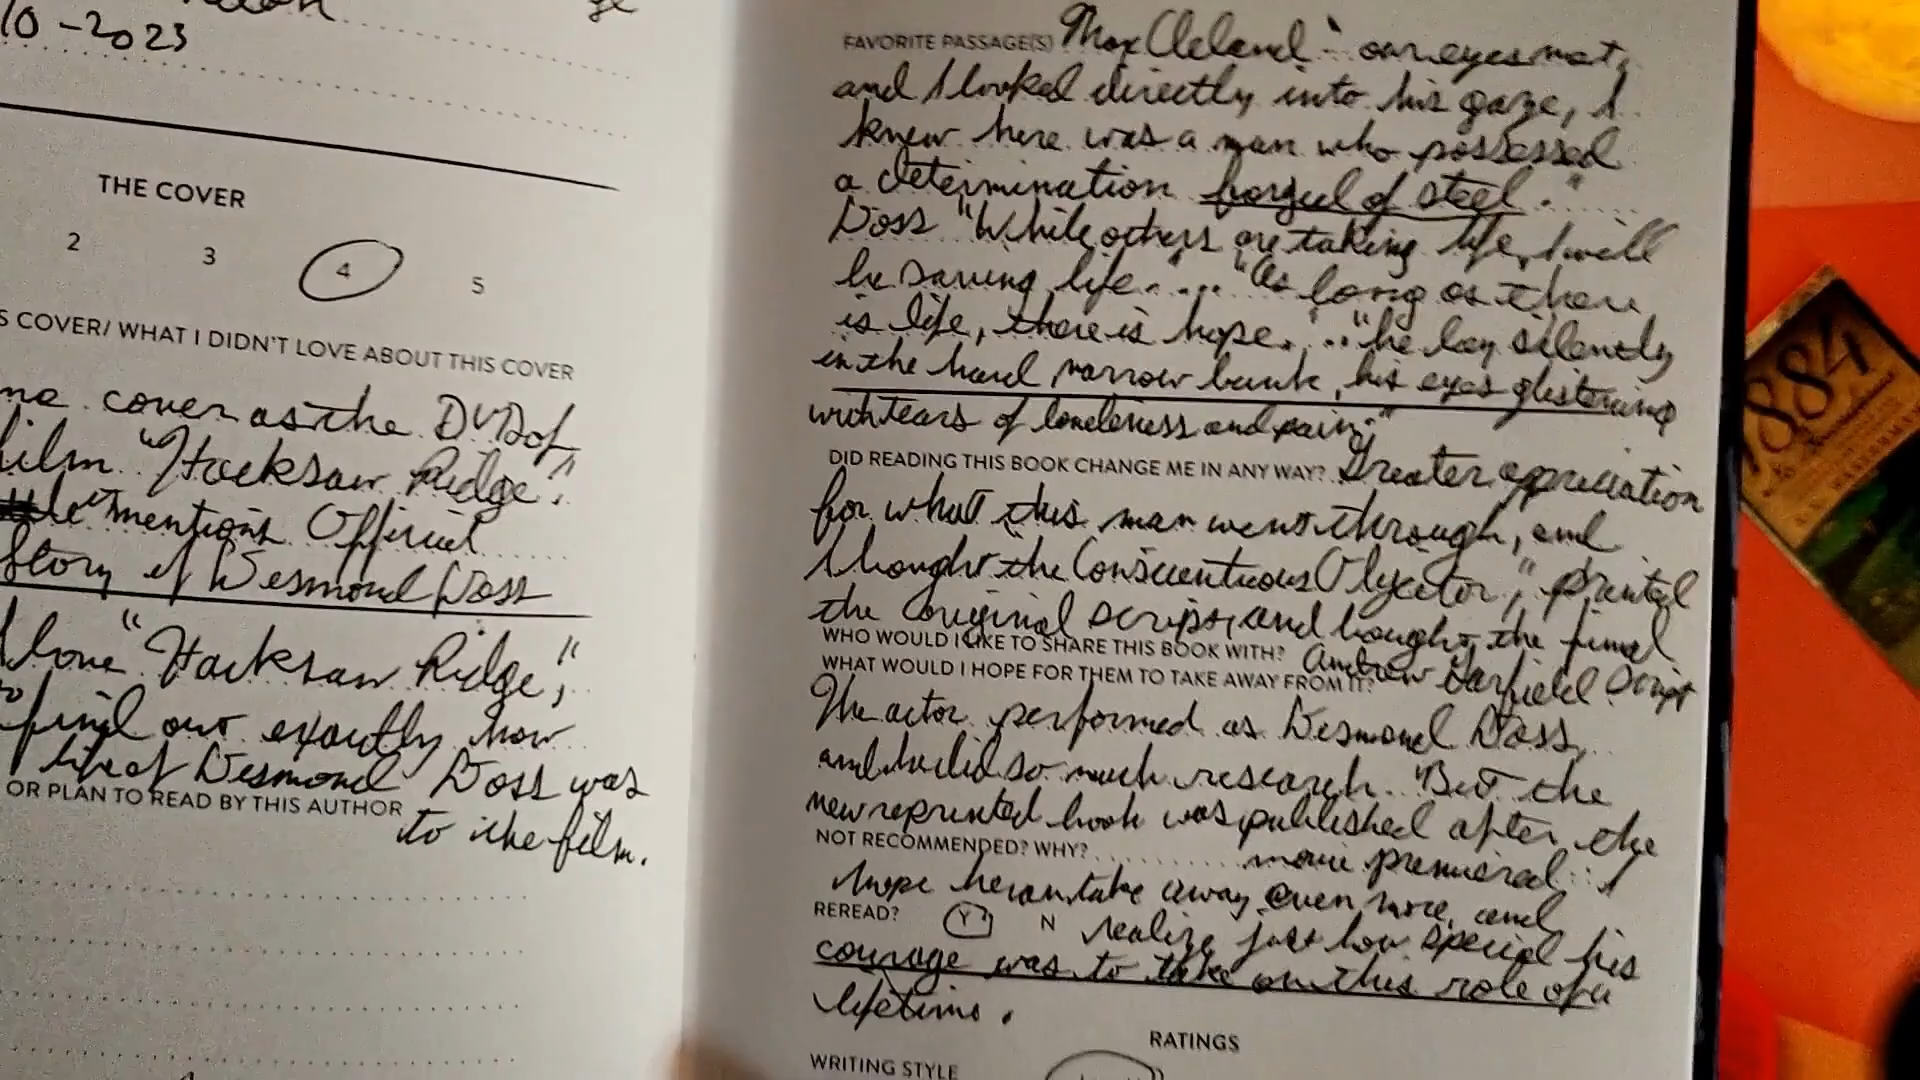 10-2023
THE COVER
2 3 4 5
S COVER/ WHAT I DIDN'T LOVE ABOUT THIS COVER
me cover as the DVD of
film "Hacksaw Ridge."
mentions Official
Story of Desmond Doss
I love "Hacksaw Ridge,"
to find out exactly how
life of Desmond Doss was
OR PLAN TO READ BY THIS AUTHOR
to the film.
FAVORITE PASSAGE(S) Max Cleland "our eyes met,
and I looked directly into his gaze, I
knew here was a man who possessed
a determination forged of steel."
Doss "While others are taking life, I will
be saving life." ... "As long as there
is life, there is hope." ... "he lay silently
in the hard narrow bunk, his eyes glistening
with tears of loneliness and pain."
DID READING THIS BOOK CHANGE ME IN ANY WAY? Greater appreciation
for what this man went through, and
I bought the Conscientious Objector," printed
the original script, and bought the final
WHO WOULD I LIKE TO SHARE THIS BOOK WITH?
WHAT WOULD I HOPE FOR THEM TO TAKE AWAY FROM IT? Andrew Garfield Script
The actor performed as Desmond Doss,
and he did so much research. But the
new reprinted book was published after the
NOT RECOMMENDED? WHY? movie premiered. I
hope he can take away even more, and
REREAD? Y N realize just how special his
courage was to take on this role of a
lifetime.
RATINGS
WRITING STYLE
1884